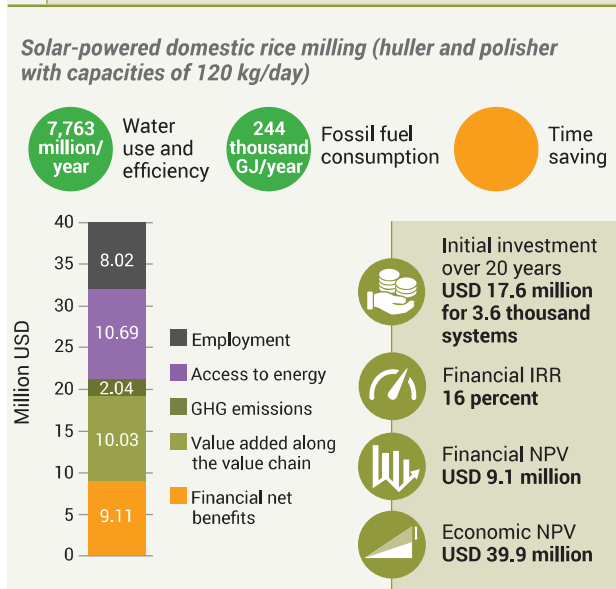 Solar-powered domestic rice milling (huller and polisher
with capacities of 120 kg/day)
7,763
million/
year
Water
use and
efficiency
244
thousand
GJ/year
Fossil fuel
consumption
Time
saving
Million USD
40
35
30
25
20
15
10
5
0
8.02
10.69
2.04
10.03
9.11
Employment
Access to energy
GHG emissions
Value added along
the value chain
Financial net
benefits
Initial investment
over 20 years
USD 17.6 million
for 3.6 thousand
systems
Financial IRR
16 percent
Financial NPV
USD 9.1 million
Economic NPV
USD 39.9 million